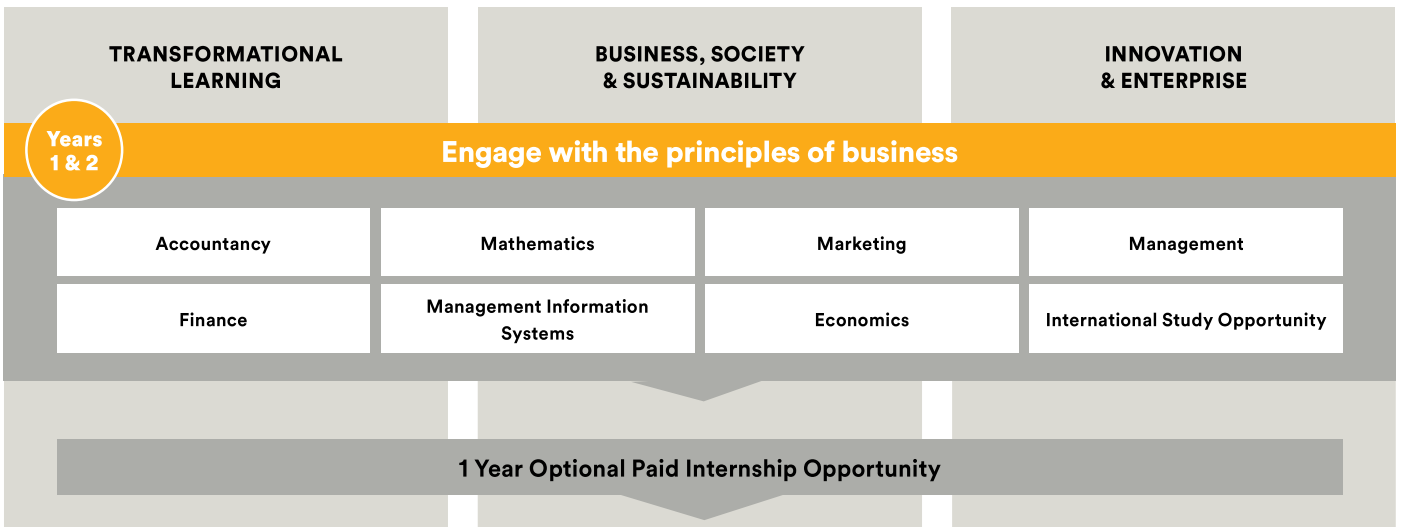 TRANSFORMATIONAL
LEARNING
BUSINESS, SOCIETY
& SUSTAINABILITY
INNOVATION
& ENTERPRISE
Years
1 & 2
Engage with the principles of business
Accountancy
Mathematics
Marketing
Management
Finance
Management Information
Systems
Economics
International Study Opportunity
1 Year Optional Paid Internship Opportunity